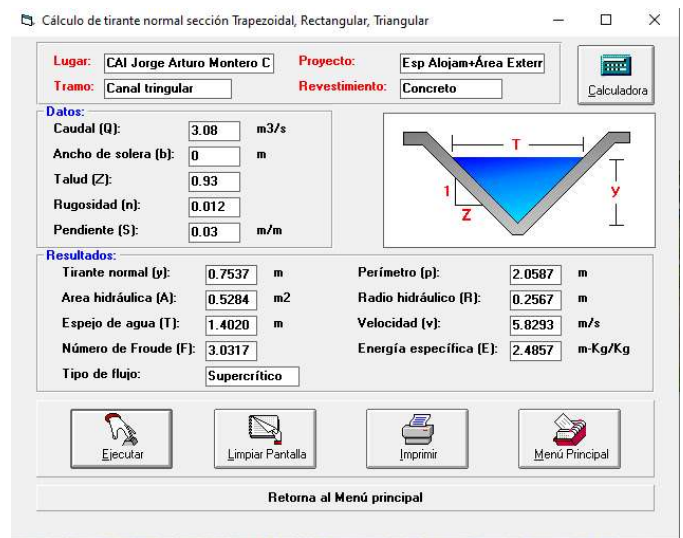 Cálculo de tirante normal sección Trapezoidal, Rectangular, Triangular
Lugar: CAI Jorge Arturo Montero C Proyecto: Esp Alojam+Área Exterr
Tramo: Canal tringular Revestimiento: Concreto
Calculadora
Datos:
Caudal (Q): 3.08 m3/s
Ancho de solera (b): 0 m
Talud (Z): 0.93
Rugosidad (n): 0.012
Pendiente (S): 0.03 m/m
T
1
Z
y
Resultados:
Tirante normal (y): 0.7537 m Perímetro (p): 2.0587 m
Area hidráulica (A): 0.5284 m2 Radio hidráulico (R): 0.2567 m
Espejo de agua (T): 1.4020 m Velocidad (v): 5.8293 m/s
Número de Froude (F): 3.0317 Energía específica (E): 2.4857 m-Kg/Kg
Tipo de flujo: Supercrítico
Ejecutar Limpiar Pantalla Imprimir Menú Principal
Retorna al Menú principal